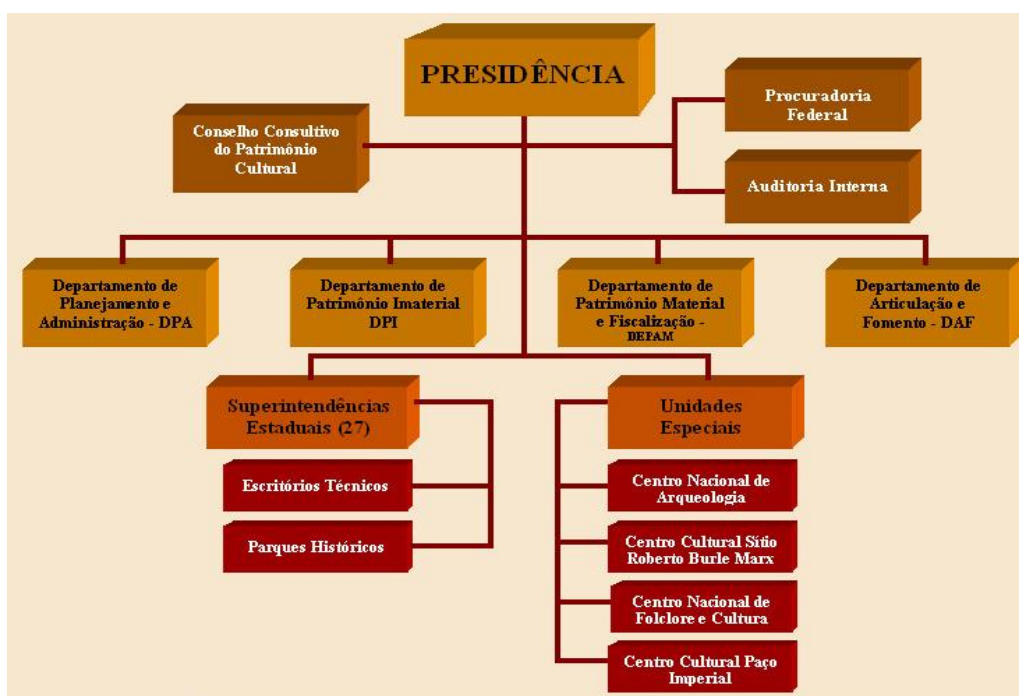 PRESIDÊNCIA
Conselho Consultivo
do Patrimônio
Cultural
Procuradoria
Federal
Auditoria Interna
Departamento de
Planejamento e
Administração - DPA
Departamento de
Patrimônio Imaterial
DPI
Departamento de
Patrimônio Material
e Fiscalização -
DEPAM
Departamento de
Articulação e
Fomento - DAF
Superintendências
Estaduais (27)
Escritórios Técnicos
Parques Históricos
Unidades
Especiais
Centro Nacional de
Arqueologia
Centro Cultural Sítio
Roberto Burle Marx
Centro Nacional de
Folclore e Cultura
Centro Cultural Paço
Imperial